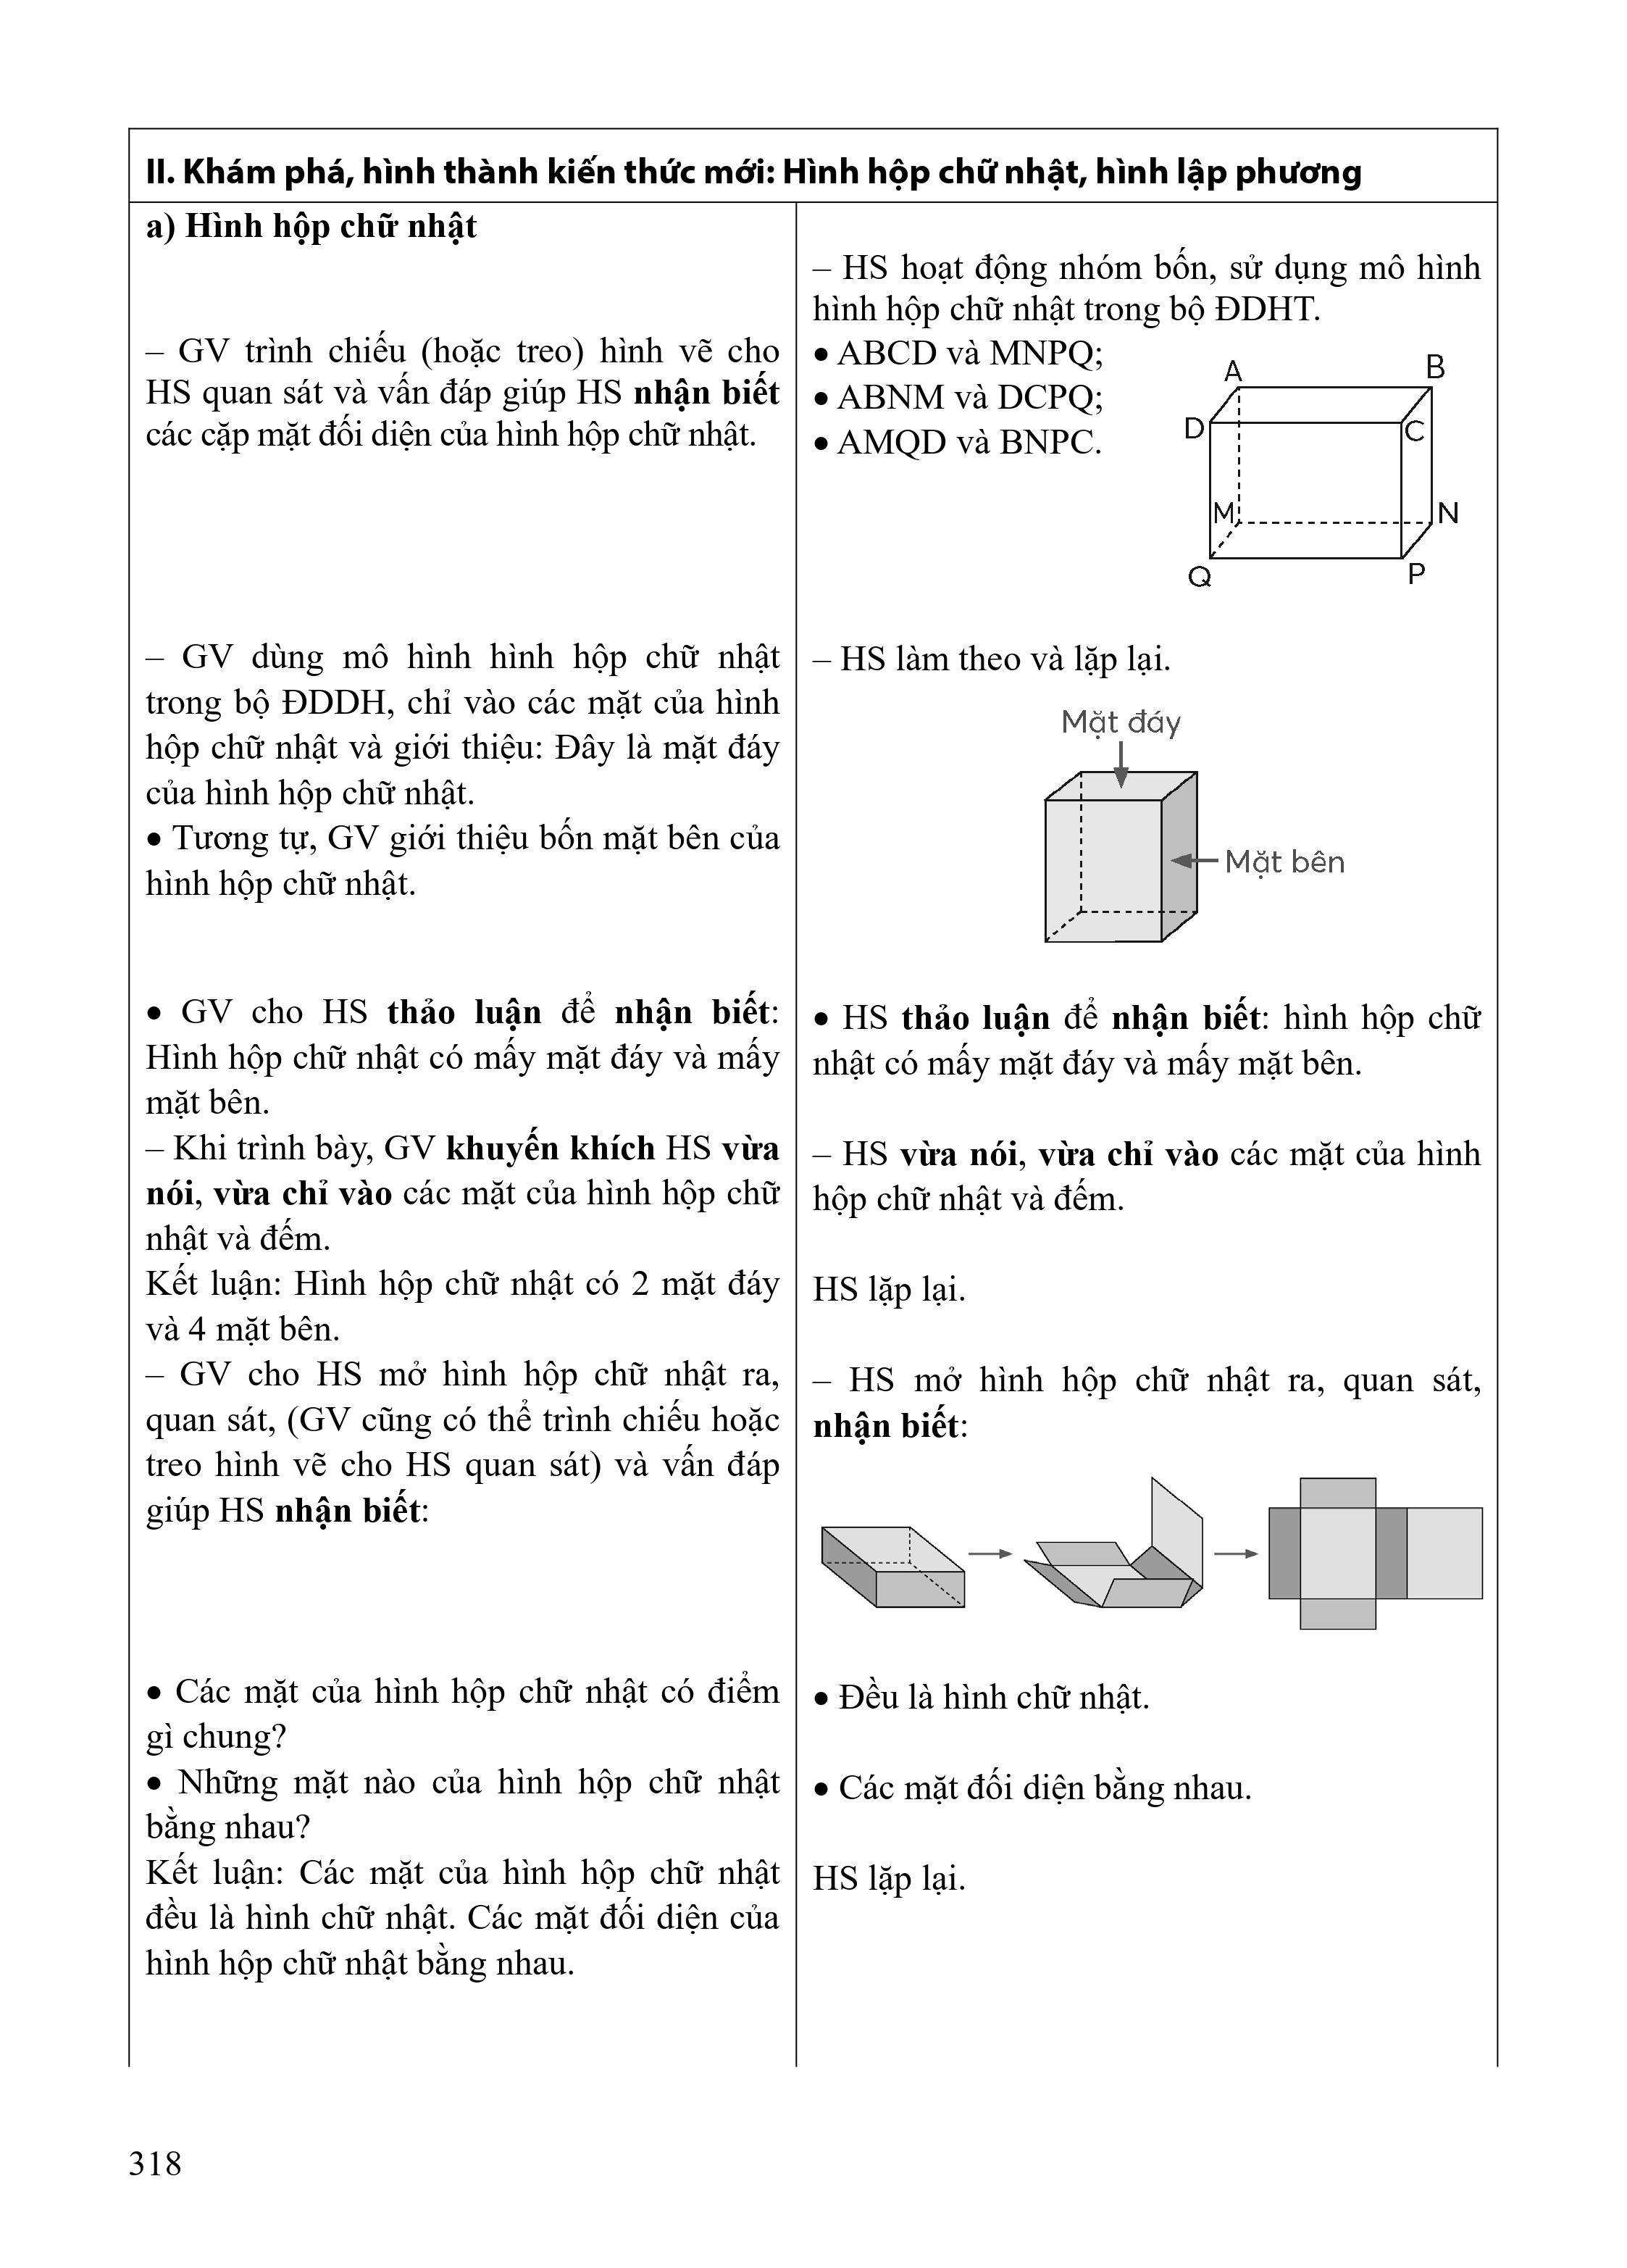 II. Khám phá, hình thành kiến thức mới: Hình hộp chữ nhật, hình lập phương
a) Hình hộp chữ nhật
– GV trình chiếu (hoặc treo) hình vẽ cho
HS quan sát và vấn đáp giúp HS nhận biết
các cặp mặt đối diện của hình hộp chữ nhật.
– HS hoạt động nhóm bốn, sử dụng mô hình
hình hộp chữ nhật trong bộ ĐDHT.
• ABCD và MNPQ;
• ABNM và DCPQ;
• AMQD và BNPC.
A
B
D
C
M
N
Q
P
– GV dùng mô hình hình hộp chữ nhật
trong bộ ĐDDH, chỉ vào các mặt của hình
hộp chữ nhật và giới thiệu: Đây là mặt đáy
của hình hộp chữ nhật.
• Tương tự, GV giới thiệu bốn mặt bên của
hình hộp chữ nhật.
– HS làm theo và lặp lại.
Mặt đáy
Mặt bên
• GV cho HS thảo luận để nhận biết:
Hình hộp chữ nhật có mấy mặt đáy và mấy
mặt bên.
• HS thảo luận để nhận biết: hình hộp chữ
nhật có mấy mặt đáy và mấy mặt bên.
– Khi trình bày, GV khuyến khích HS vừa
nói, vừa chỉ vào các mặt của hình hộp chữ
nhật và đếm.
– HS vừa nói, vừa chỉ vào các mặt của hình
hộp chữ nhật và đếm.
Kết luận: Hình hộp chữ nhật có 2 mặt đáy
và 4 mặt bên.
HS lặp lại.
– GV cho HS mở hình hộp chữ nhật ra,
quan sát, (GV cũng có thể trình chiếu hoặc
treo hình vẽ cho HS quan sát) và vấn đáp
giúp HS nhận biết:
– HS mở hình hộp chữ nhật ra, quan sát,
nhận biết:
• Các mặt của hình hộp chữ nhật có điểm
gì chung?
• Đều là hình chữ nhật.
• Những mặt nào của hình hộp chữ nhật
bằng nhau?
• Các mặt đối diện bằng nhau.
Kết luận: Các mặt của hình hộp chữ nhật
đều là hình chữ nhật. Các mặt đối diện của
hình hộp chữ nhật bằng nhau.
HS lặp lại.
318